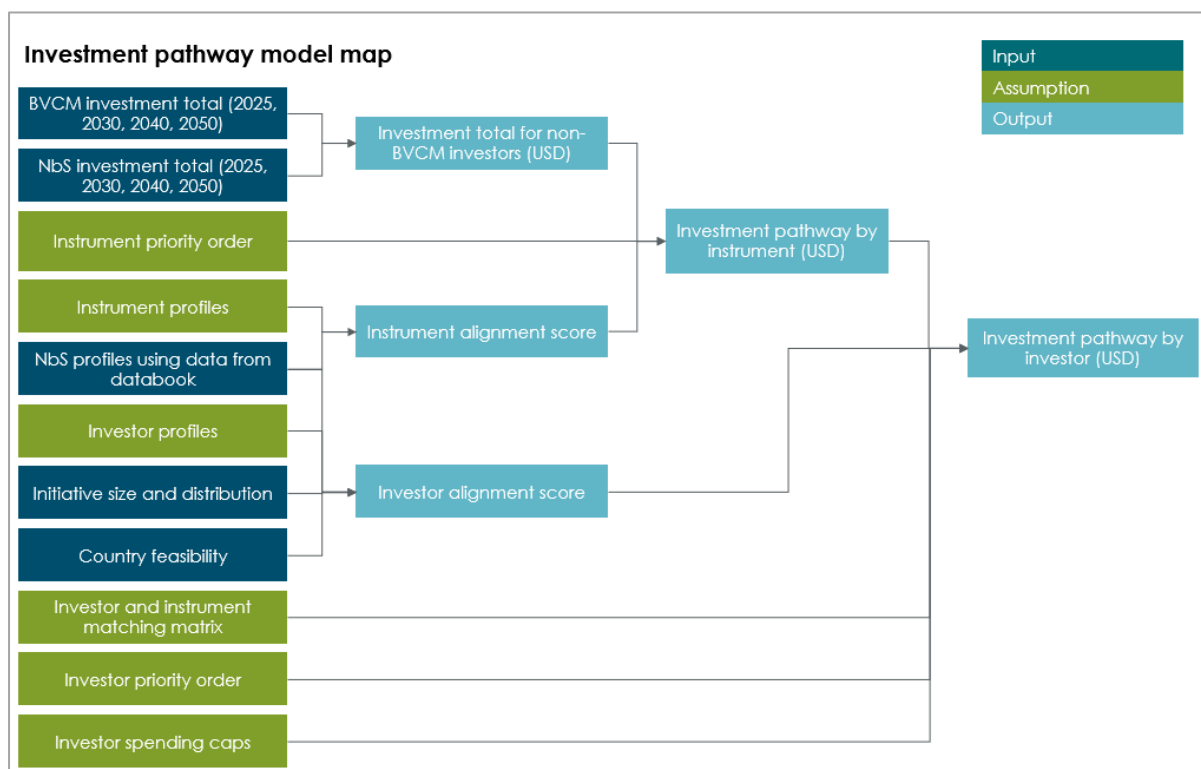 Investment pathway model map
Input
Assumption
Output
BVCM investment total (2025,
2030, 2040, 2050)
NbS investment total (2025,
2030, 2040, 2050)
Instrument priority order
Instrument profiles
NbS profiles using data from
databook
Investor profiles
Initiative size and distribution
Country feasibility
Investor and instrument
matching matrix
Investor priority order
Investor spending caps
Investment total for non-
BVCM investors (USD)
Instrument alignment score
Investor alignment score
Investment pathway by
instrument (USD)
Investment pathway by
investor (USD)